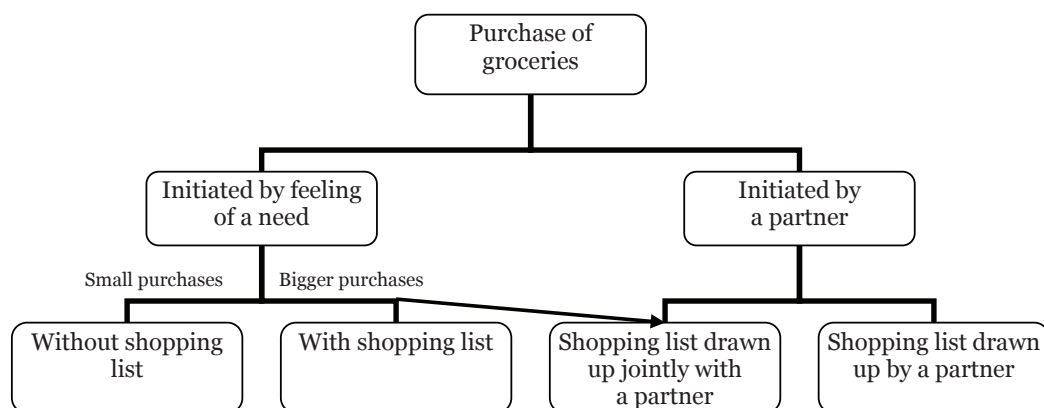 Purchase of
groceries
Initiated by feeling
of a need
Initiated by
a partner
Small purchases
Bigger purchases
Without shopping
list
With shopping list
Shopping list drawn
up jointly with
a partner
Shopping list drawn
up by a partner